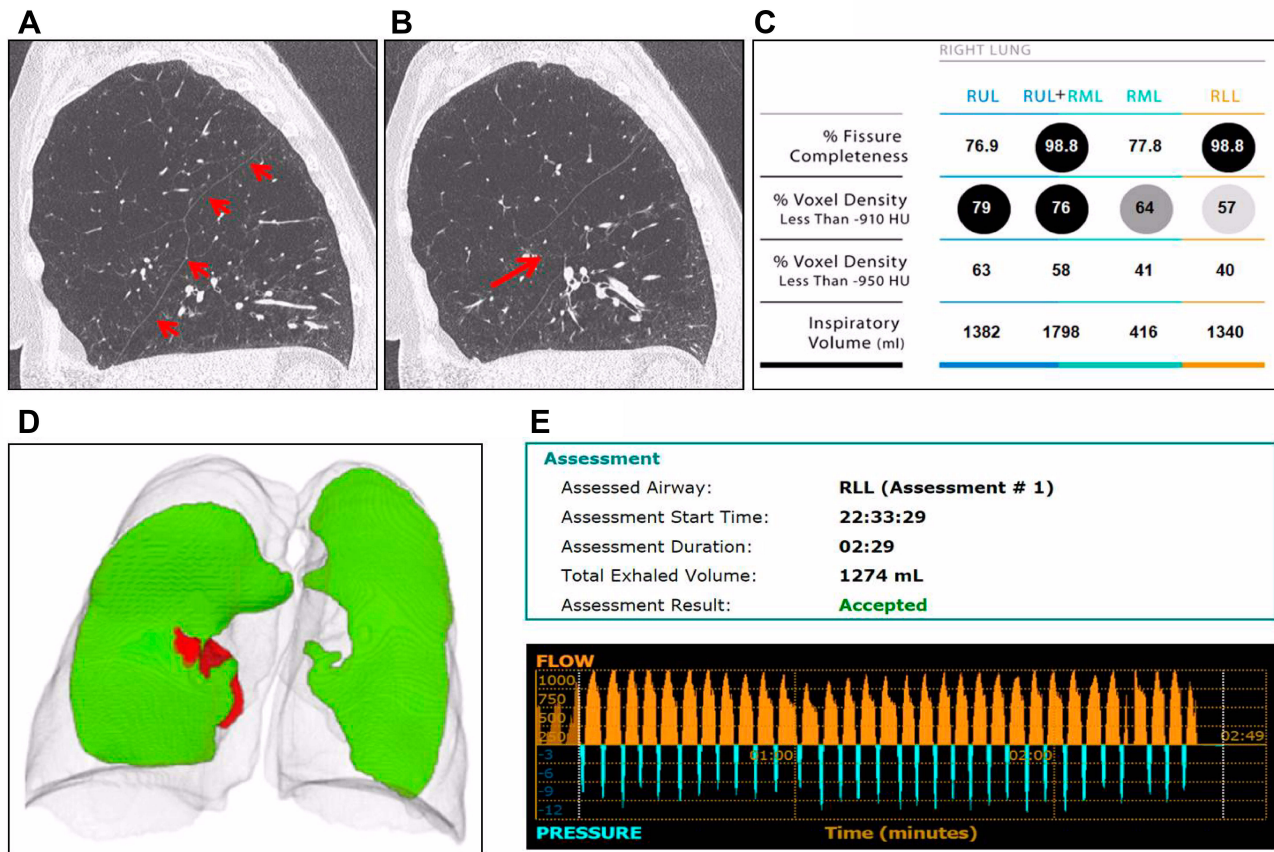 A
B
C
RIGHT LUNG
RUL RUL+RML RML RLL
% Fissure
Completeness
76.9 98.8 77.8 98.8
% Voxel Density
Less Than -910 HU
79 76 64 57
% Voxel Density
Less Than -950 HU
63 58 41 40
Inspiratory
Volume (ml)
1382 1798 416 1340
D
E
Assessment
Assessed Airway: RLL (Assessment # 1)
Assessment Start Time: 22:33:29
Assessment Duration: 02:29
Total Exhaled Volume: 1274 mL
Assessment Result: Accepted
FLOW
1000
750
500
250
01:00 02:00 02:49
-3
-6
-9
-12
PRESSURE Time (minutes)